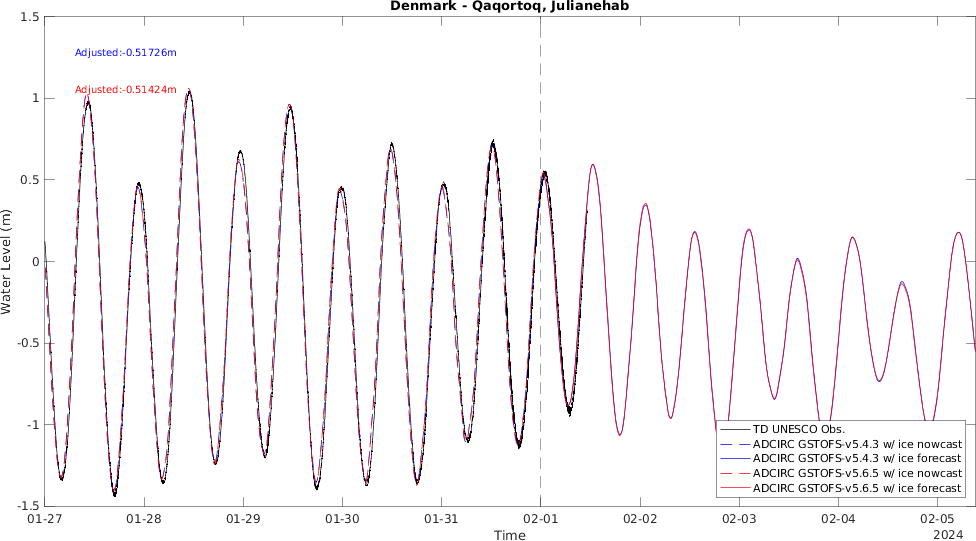 Denmark - Qaqortoq, Julianehab
Adjusted:-0.51726m
Adjusted:-0.51424m
1.5
1
0.5
0
-0.5
-1
-1.5
Water Level (m)
01-27
01-28
01-29
01-30
01-31
02-01
02-02
02-03
02-04
02-05
Time
2024
TD UNESCO Obs.
ADCIRC GSTOFS-v5.4.3 w/ ice nowcast
ADCIRC GSTOFS-v5.4.3 w/ ice forecast
ADCIRC GSTOFS-v5.6.5 w/ ice nowcast
ADCIRC GSTOFS-v5.6.5 w/ ice forecast